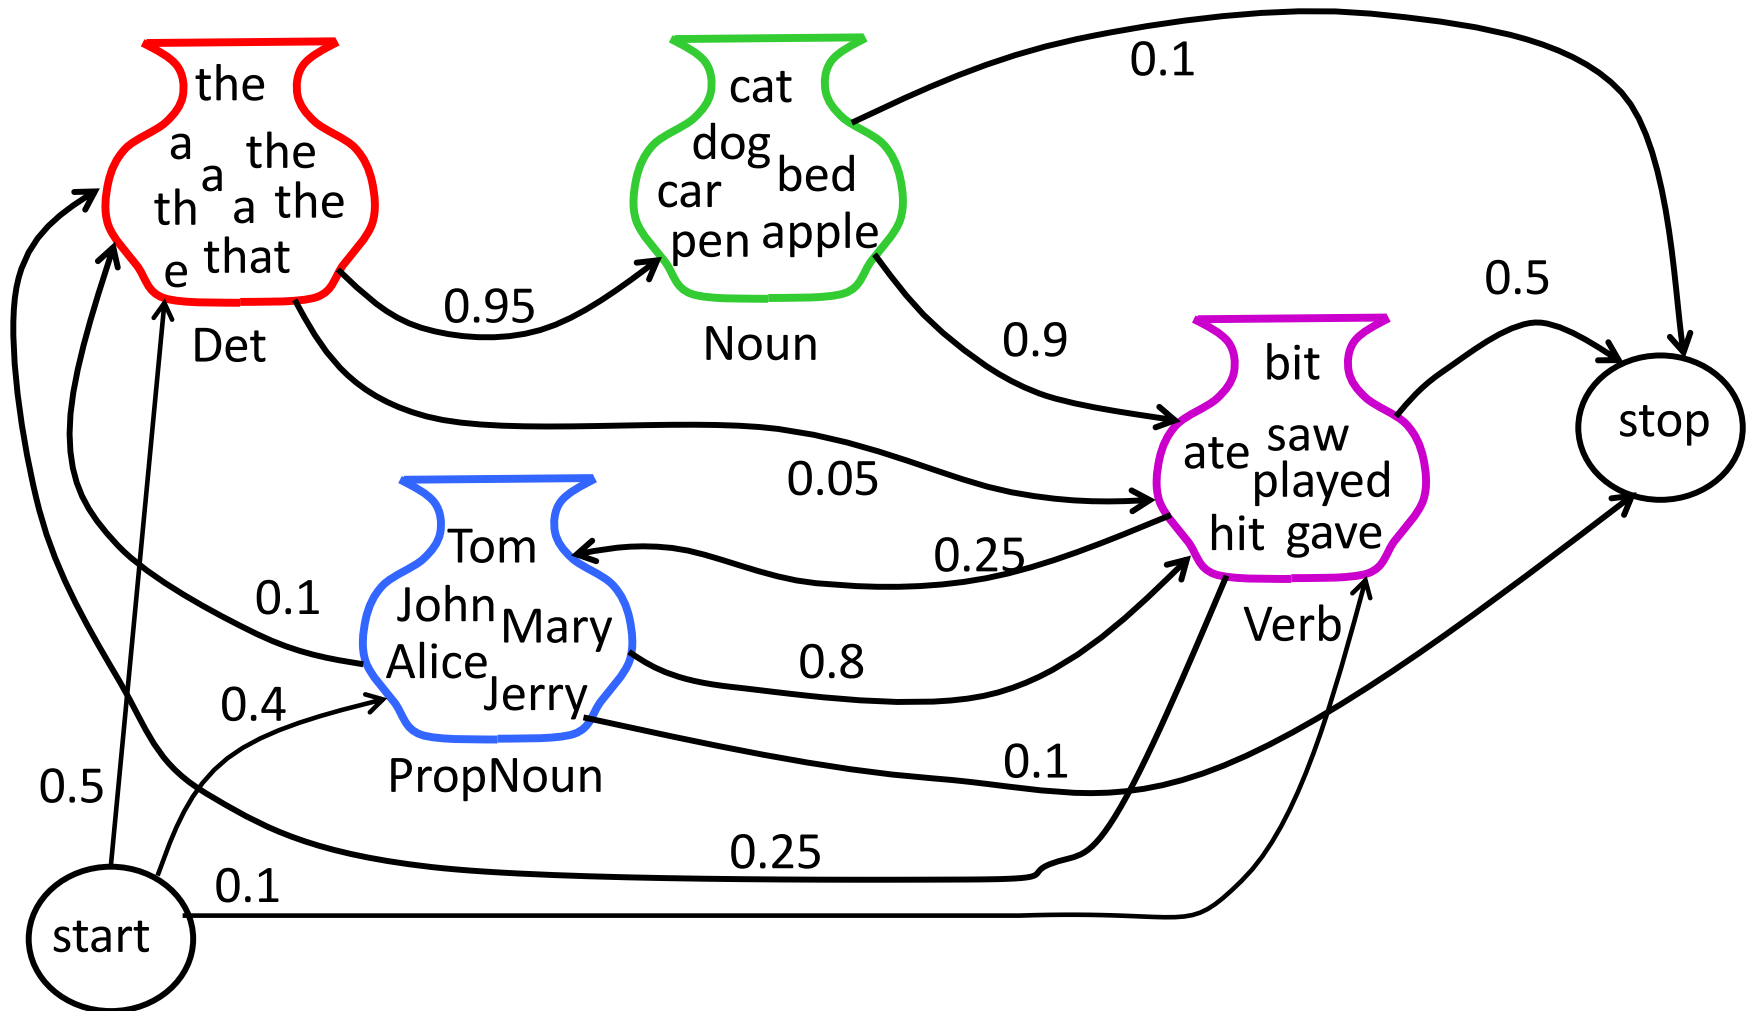 the
a
the
a
th
a
the
e
that
Det
cat
dog
bed
car
pen
apple
Noun
0.1
0.95
0.9
0.5
bit
ate
saw
played
hit
gave
Verb
stop
0.05
0.25
Tom
John
Mary
Alice
Jerry
PropNoun
0.1
0.8
0.4
0.1
0.5
0.25
0.1
start